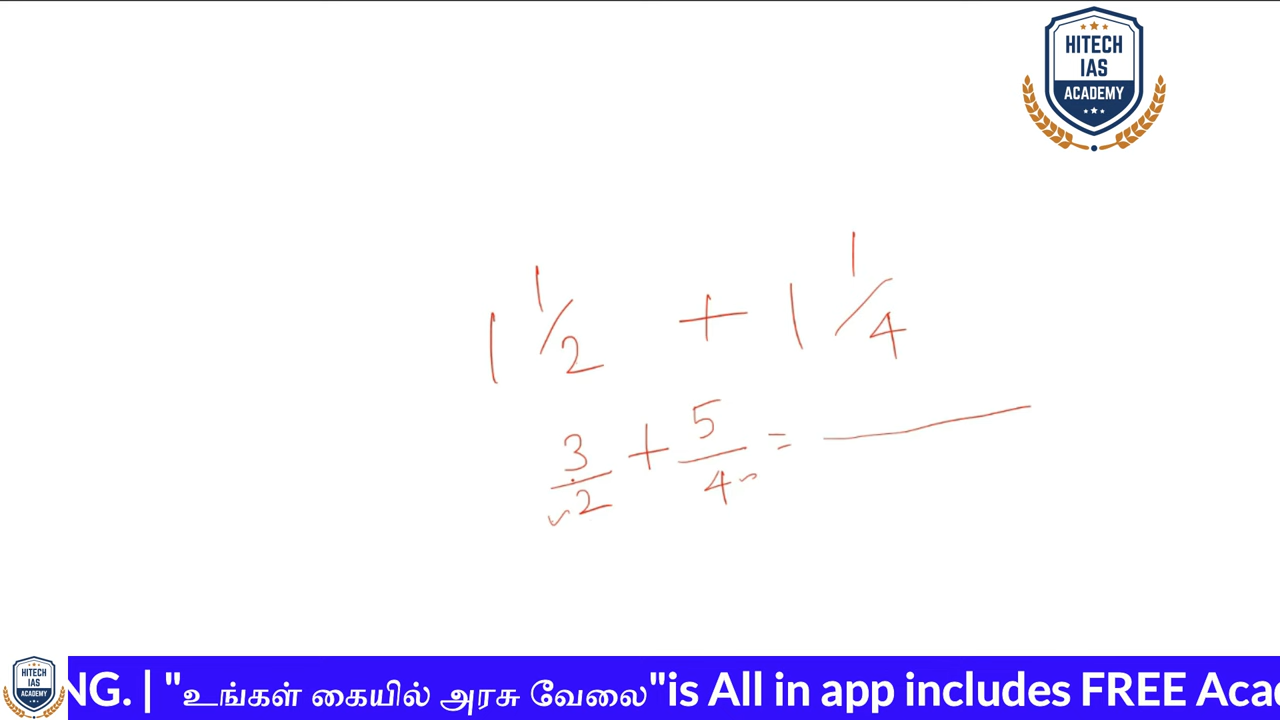 HITECH
IAS
ACADEMY
1 1/2 + 1 1/4
3/2 + 5/4 =
HITECH
IAS
ACADEMY
NG. | "உங்கள் கையில் அரசு வேலை"is All in app includes FREE Aca